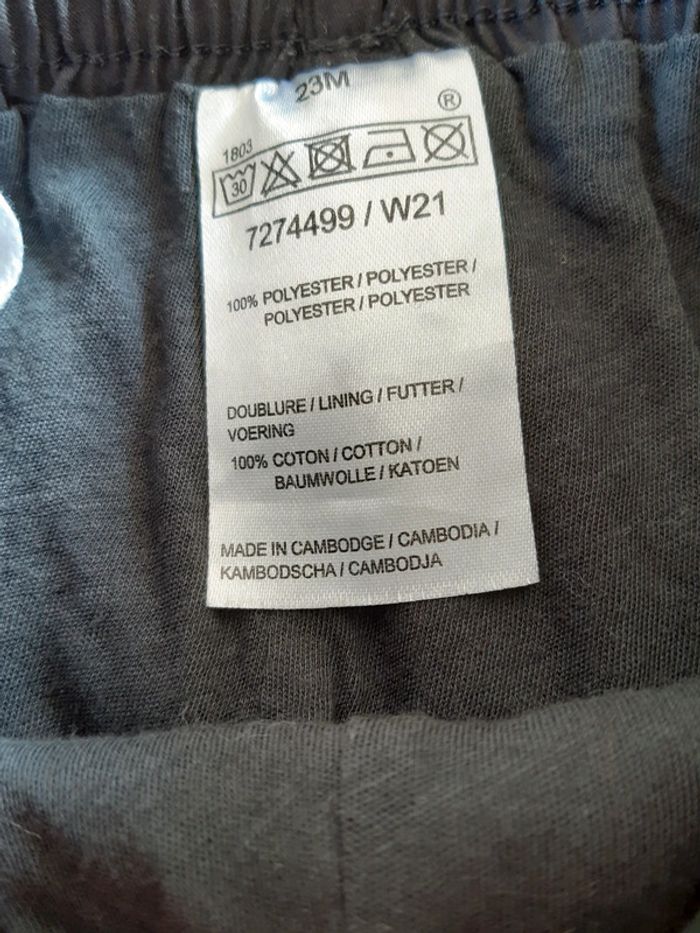 23M
®
1803
30
7274499 / W21
100% POLYESTER / POLYESTER /
POLYESTER / POLYESTER
DOUBLURE / LINING / FUTTER /
VOERING
100% COTON / COTTON /
BAUMWOLLE / KATOEN
MADE IN CAMBODGE / CAMBODIA /
KAMBODSCHA / CAMBODJA